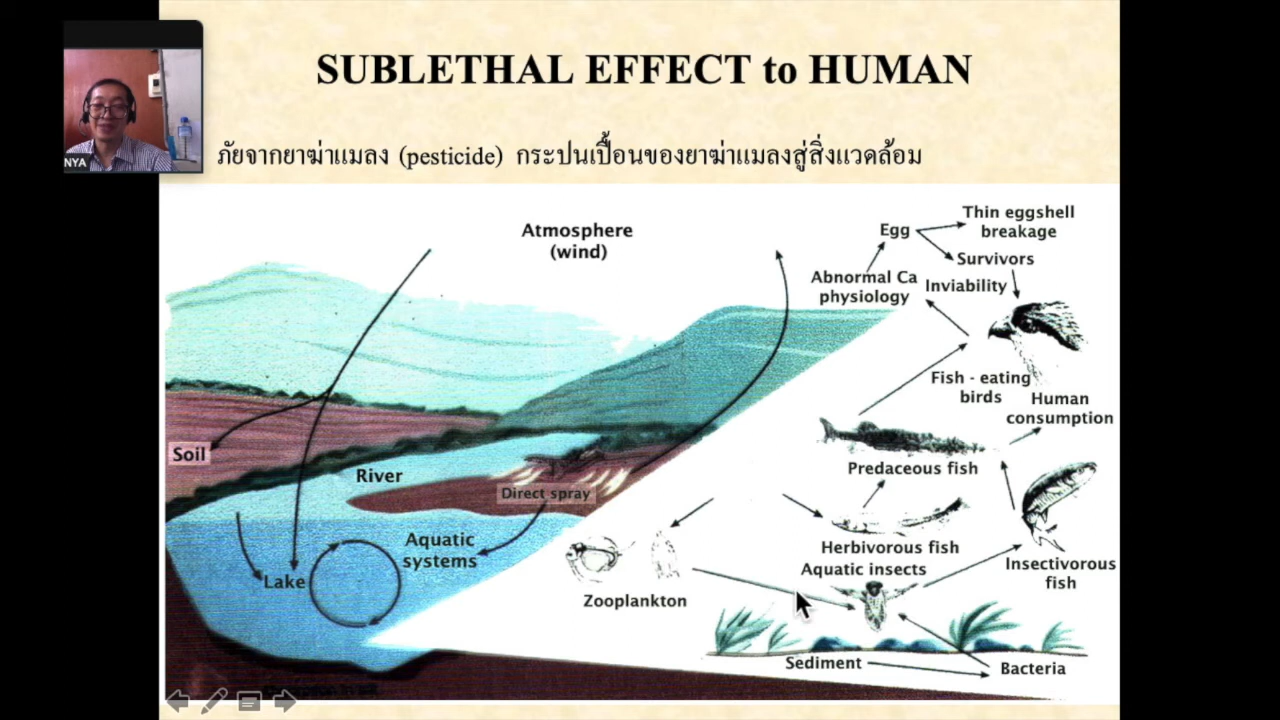 SUBLETHAL EFFECT to HUMAN
NYA
ภัยจากยาฆ่าแมลง (pesticide) กระปนเปื้อนของยาฆ่าแมลงสู่สิ่งแวดล้อม
Atmosphere
(wind)
Egg
Thin eggshell
breakage
Survivors
Abnormal Ca
physiology
Inviability
Fish - eating
birds
Human
consumption
Soil
River
Direct spray
Predaceous fish
Aquatic
systems
Lake
Herbivorous fish
Aquatic insects
Insectivorous
fish
Zooplankton
Sediment
Bacteria